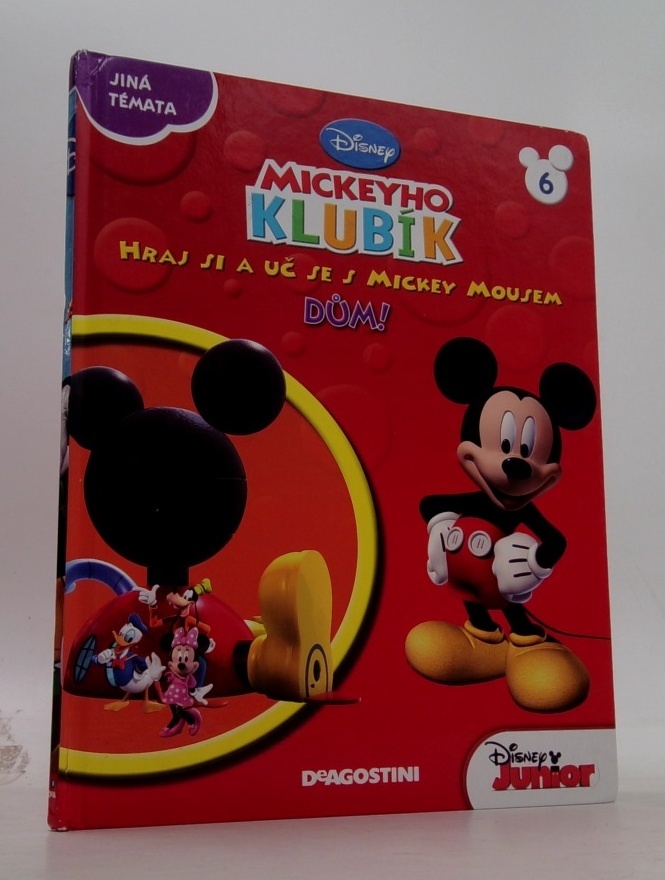 JINÁ
TÉMATA
DISNEY
6
MICKEYHO
KLUBÍK
HRAJ SI A UČ SE S MICKEY MOUSEM
DŮM!
DEAGOSTINI
DISNEY
JUNIOR